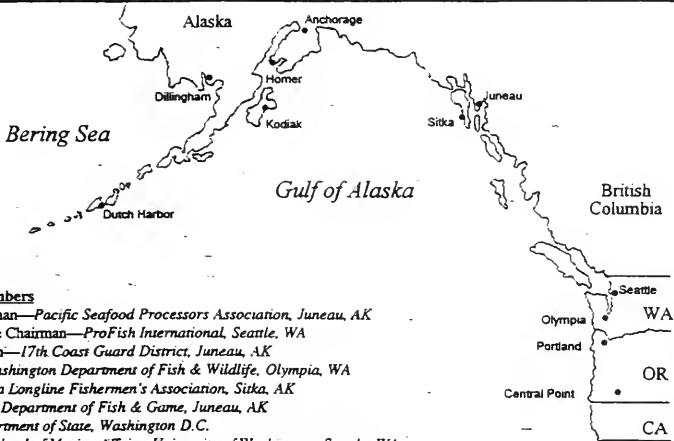 Anchorage
Alaska
Homer
Dillingham
Juneau
Kodiak
Sitka
Bering Sea
Gulf of Alaska
British
Columbia
Dutch Harbor
Seattle
WA
Olympia
Portland
OR
Central Point
CA
nbers
nan—Pacific Seafood Processors Association, Juneau, AK
Chairman—ProFish International, Seattle, WA
—17th Coast Guard District, Juneau, AK
shington Department of Fish & Wildlife, Olympia, WA
Longline Fishermen's Association, Sitka, AK
Department of Fish & Game, Juneau, AK
rtment of State, Washington D.C.